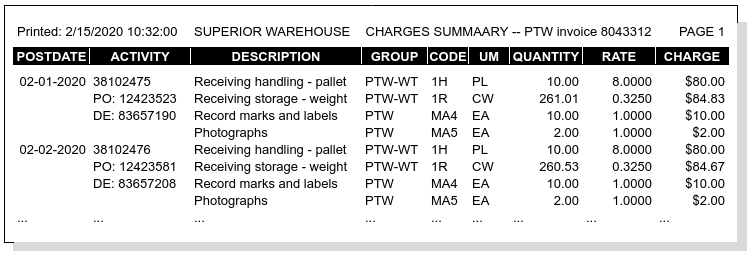 Printed: 2/15/2020 10:32:00 SUPERIOR WAREHOUSE CHARGES SUMMAARY -- PTW invoice 8043312 PAGE 1
POSTDATE ACTIVITY DESCRIPTION GROUP CODE UM QUANTITY RATE CHARGE
02-01-2020 38102475 Receiving handling - pallet PTW-WT 1H PL 10.00 8.0000 $80.00
PO: 12423523 Receiving storage - weight PTW-WT 1R CW 261.01 0.3250 $84.83
DE: 83657190 Record marks and labels PTW MA4 EA 10.00 1.0000 $10.00
Photographs PTW MA5 EA 2.00 1.0000 $2.00
02-02-2020 38102476 Receiving handling - pallet PTW-WT 1H PL 10.00 8.0000 $80.00
PO: 12423581 Receiving storage - weight PTW-WT 1R CW 260.53 0.3250 $84.67
DE: 83657208 Record marks and labels PTW MA4 EA 10.00 1.0000 $10.00
Photographs PTW MA5 EA 2.00 1.0000 $2.00
... ... ... ... ... ... ... ... ...